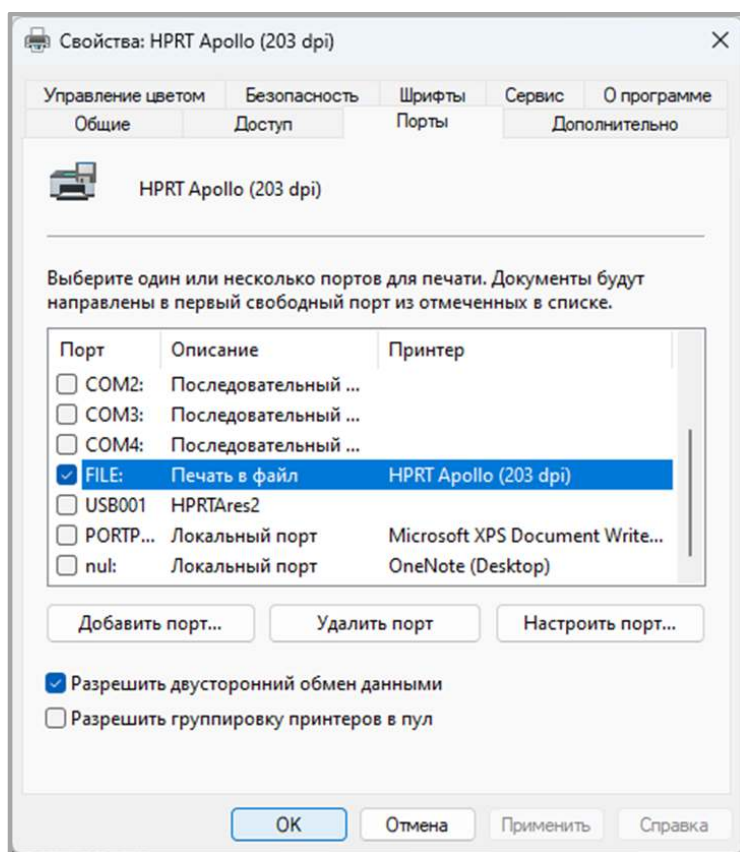 Свойства: HPRT Apollo (203 dpi)
Управление цветом Безопасность Шрифты Сервис О программе
Общие Доступ Порты Дополнительно
HPRT Apollo (203 dpi)
Выберите один или несколько портов для печати. Документы будут
направлены в первый свободный порт из отмеченных в списке.
Порт Описание Принтер
COM2: Последовательный ...
COM3: Последовательный ...
COM4: Последовательный ...
FILE: Печать в файл HPRT Apollo (203 dpi)
USB001 HPRTAres2
PORTP... Локальный порт Microsoft XPS Document Write...
nul: Локальный порт OneNote (Desktop)
Добавить порт... Удалить порт Настроить порт...
Разрешить двусторонний обмен данными
Разрешить группировку принтеров в пул
OK Отмена Применить Справка